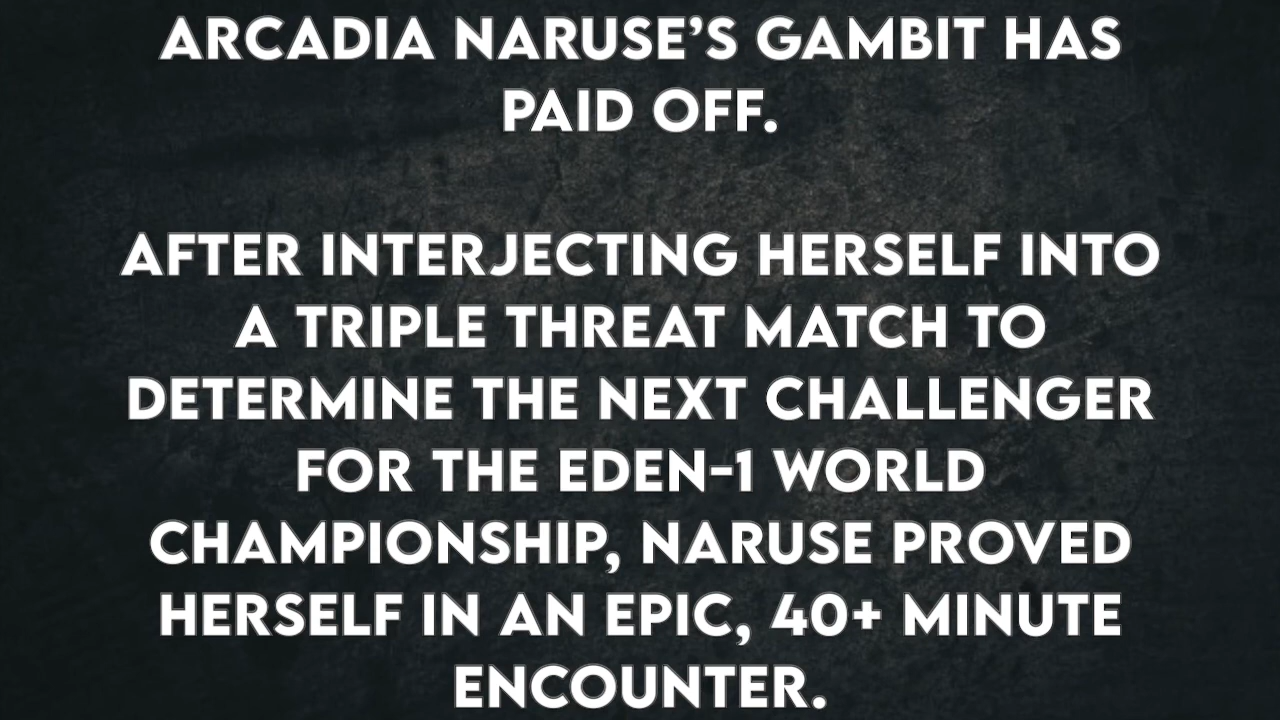 ARCADIA NARUSE’S GAMBIT HAS
PAID OFF.
AFTER INTERJECTING HERSELF INTO
A TRIPLE THREAT MATCH TO
DETERMINE THE NEXT CHALLENGER
FOR THE EDEN-1 WORLD
CHAMPIONSHIP, NARUSE PROVED
HERSELF IN AN EPIC, 40+ MINUTE
ENCOUNTER.